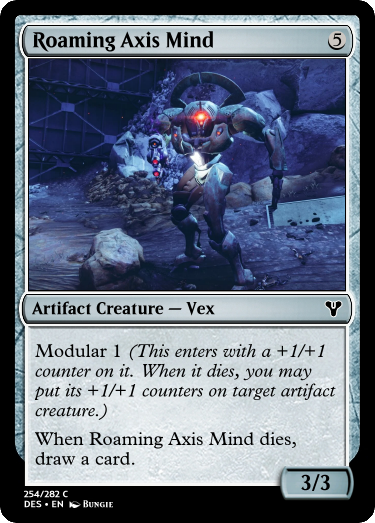 Roaming Axis Mind 5
Artifact Creature — Vex
Modular 1 (This enters with a +1/+1
counter on it. When it dies, you may
put its +1/+1 counters on target artifact
creature.)
When Roaming Axis Mind dies,
draw a card.
3/3
254/282 C
DES • EN Bungie